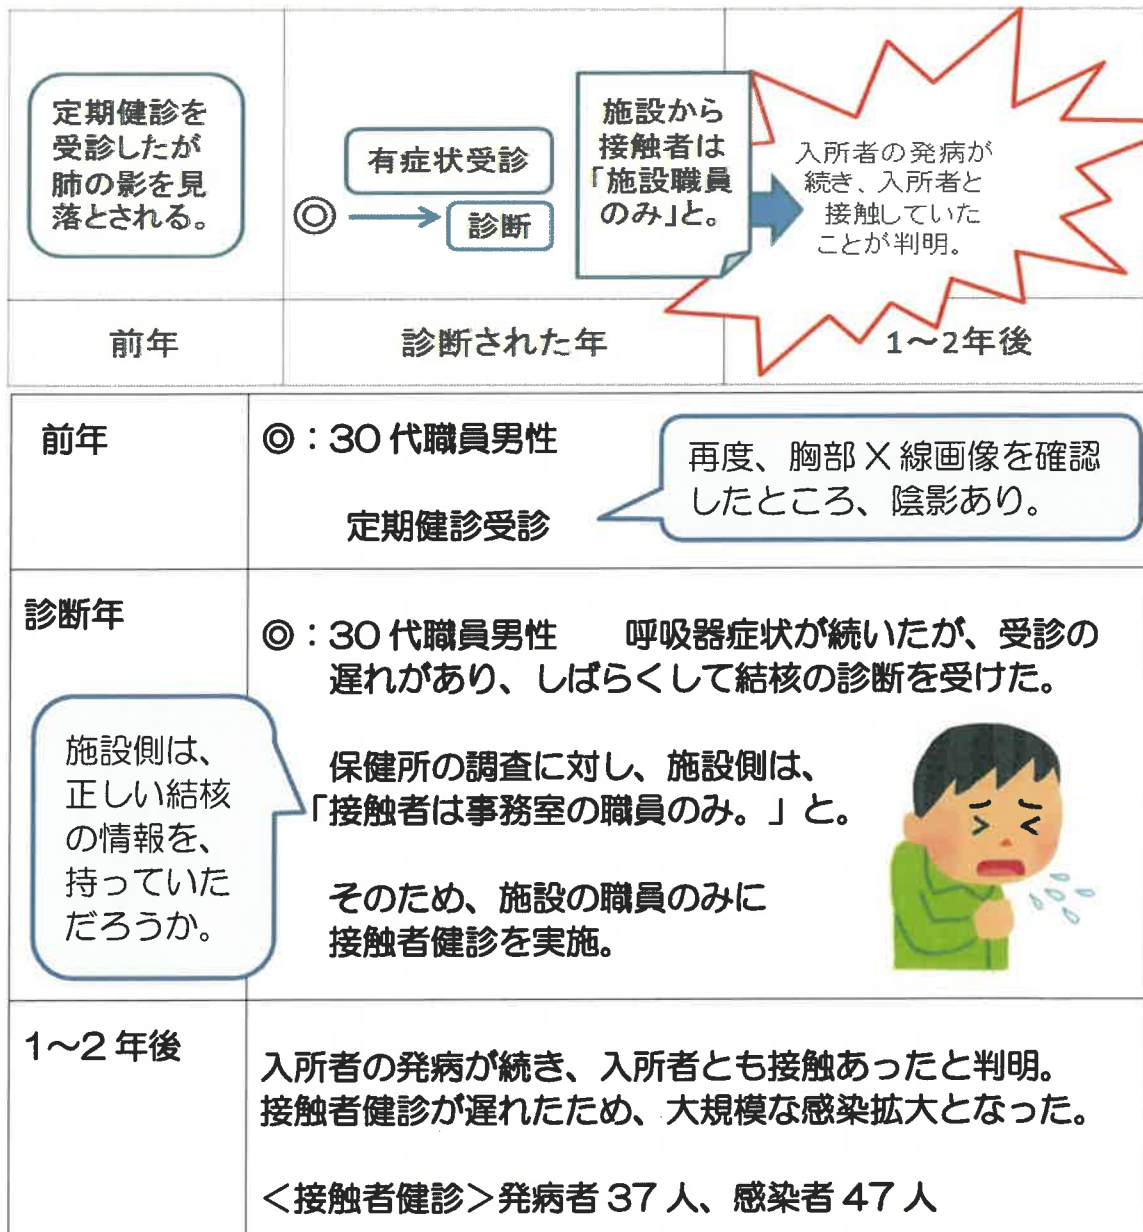 定期健診を
受診したが
肺の影を見
落とされる。
◎
有症状受診
診断
施設から
接触者は
「施設職員
のみ」と。
入所者の発病が
続き、入所者と
接触していた
ことが判明。
前年
診断された年
1~2年後
前年
◎:30代職員男性
定期健診受診
再度、胸部X線画像を確認
したところ、陰影あり。
診断年
◎:30代職員男性 呼吸器症状が続いたが、受診の
遅れがあり、しばらくして結核の診断を受けた。
施設側は、
正しい結核
の情報を、
持っていた
だろうか。
保健所の調査に対し、施設側は、
「接触者は事務室の職員のみ。」と。
そのため、施設の職員のみに
接触者健診を実施。
1~2年後
入所者の発病が続き、入所者とも接触あったと判明。
接触者健診が遅れたため、大規模な感染拡大となった。
<接触者健診>発病者37人、感染者47人